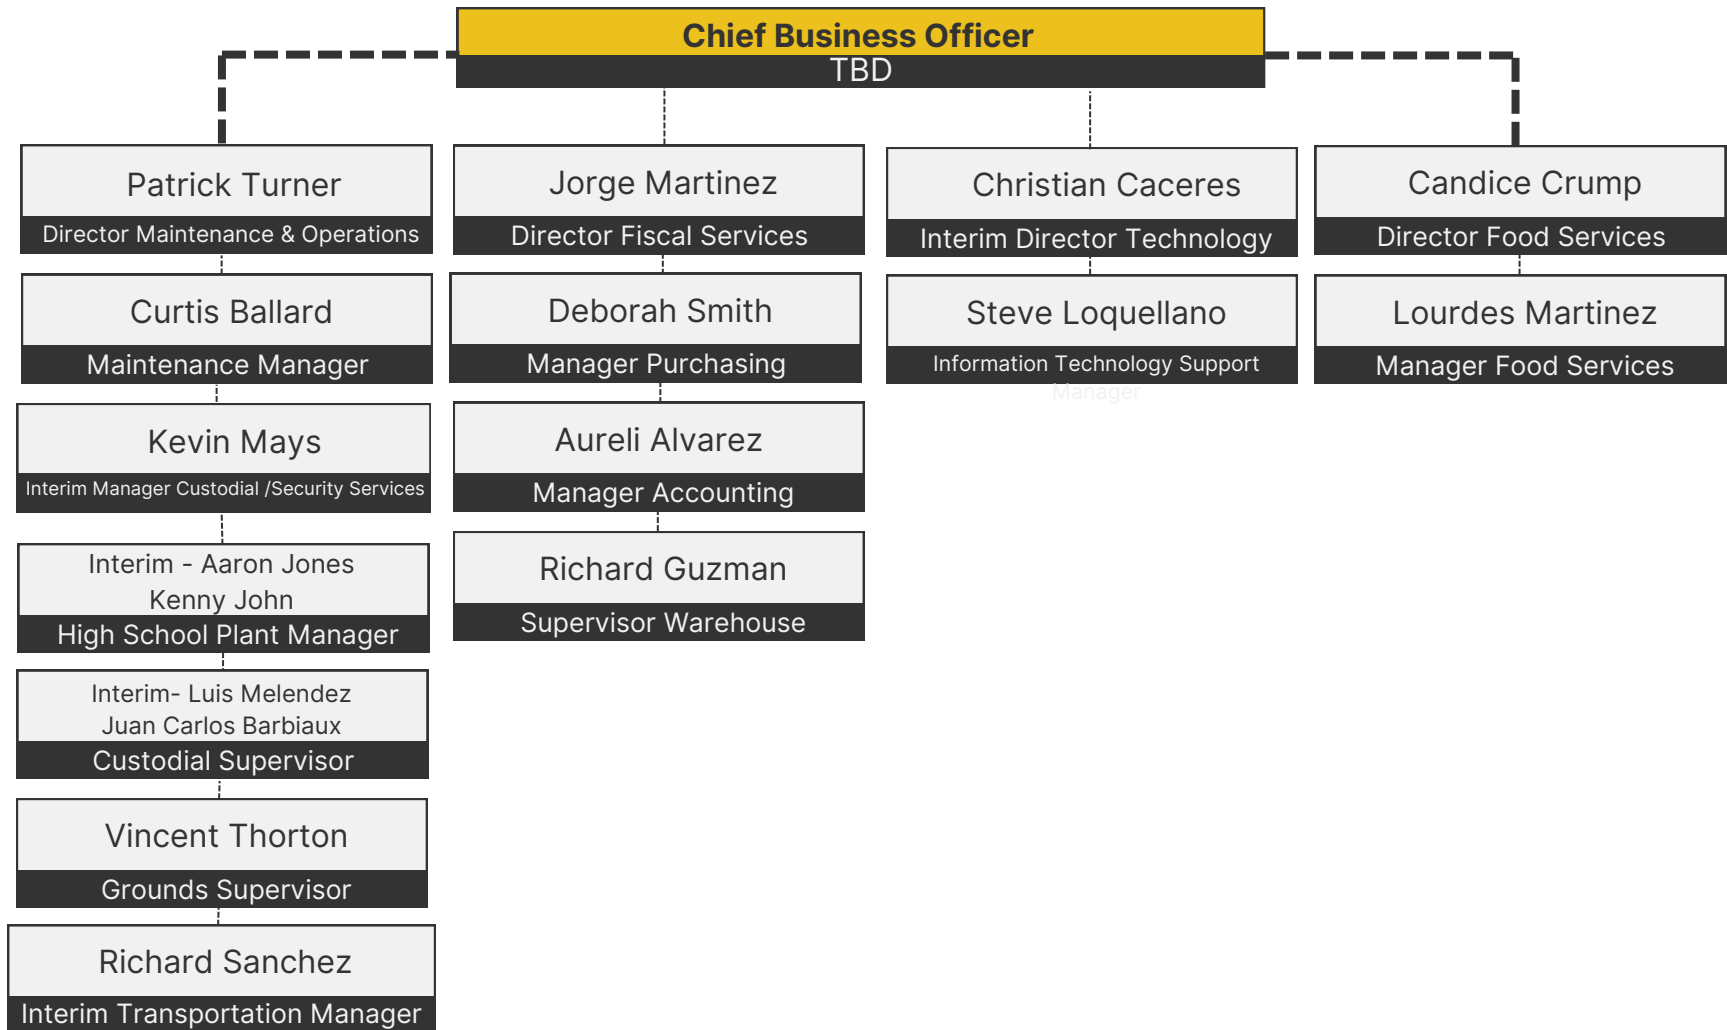 Chief Business Officer
TBD
Patrick Turner
Director Maintenance & Operations
Curtis Ballard
Maintenance Manager
Kevin Mays
Interim Manager Custodial /Security Services
Interim - Aaron Jones
Kenny John
High School Plant Manager
Interim- Luis Melendez
Juan Carlos Barbiaux
Custodial Supervisor
Vincent Thorton
Grounds Supervisor
Richard Sanchez
Interim Transportation Manager
Jorge Martinez
Director Fiscal Services
Deborah Smith
Manager Purchasing
Aureli Alvarez
Manager Accounting
Richard Guzman
Supervisor Warehouse
Christian Caceres
Interim Director Technology
Steve Loquellano
Information Technology Support
Manager
Candice Crump
Director Food Services
Lourdes Martinez
Manager Food Services